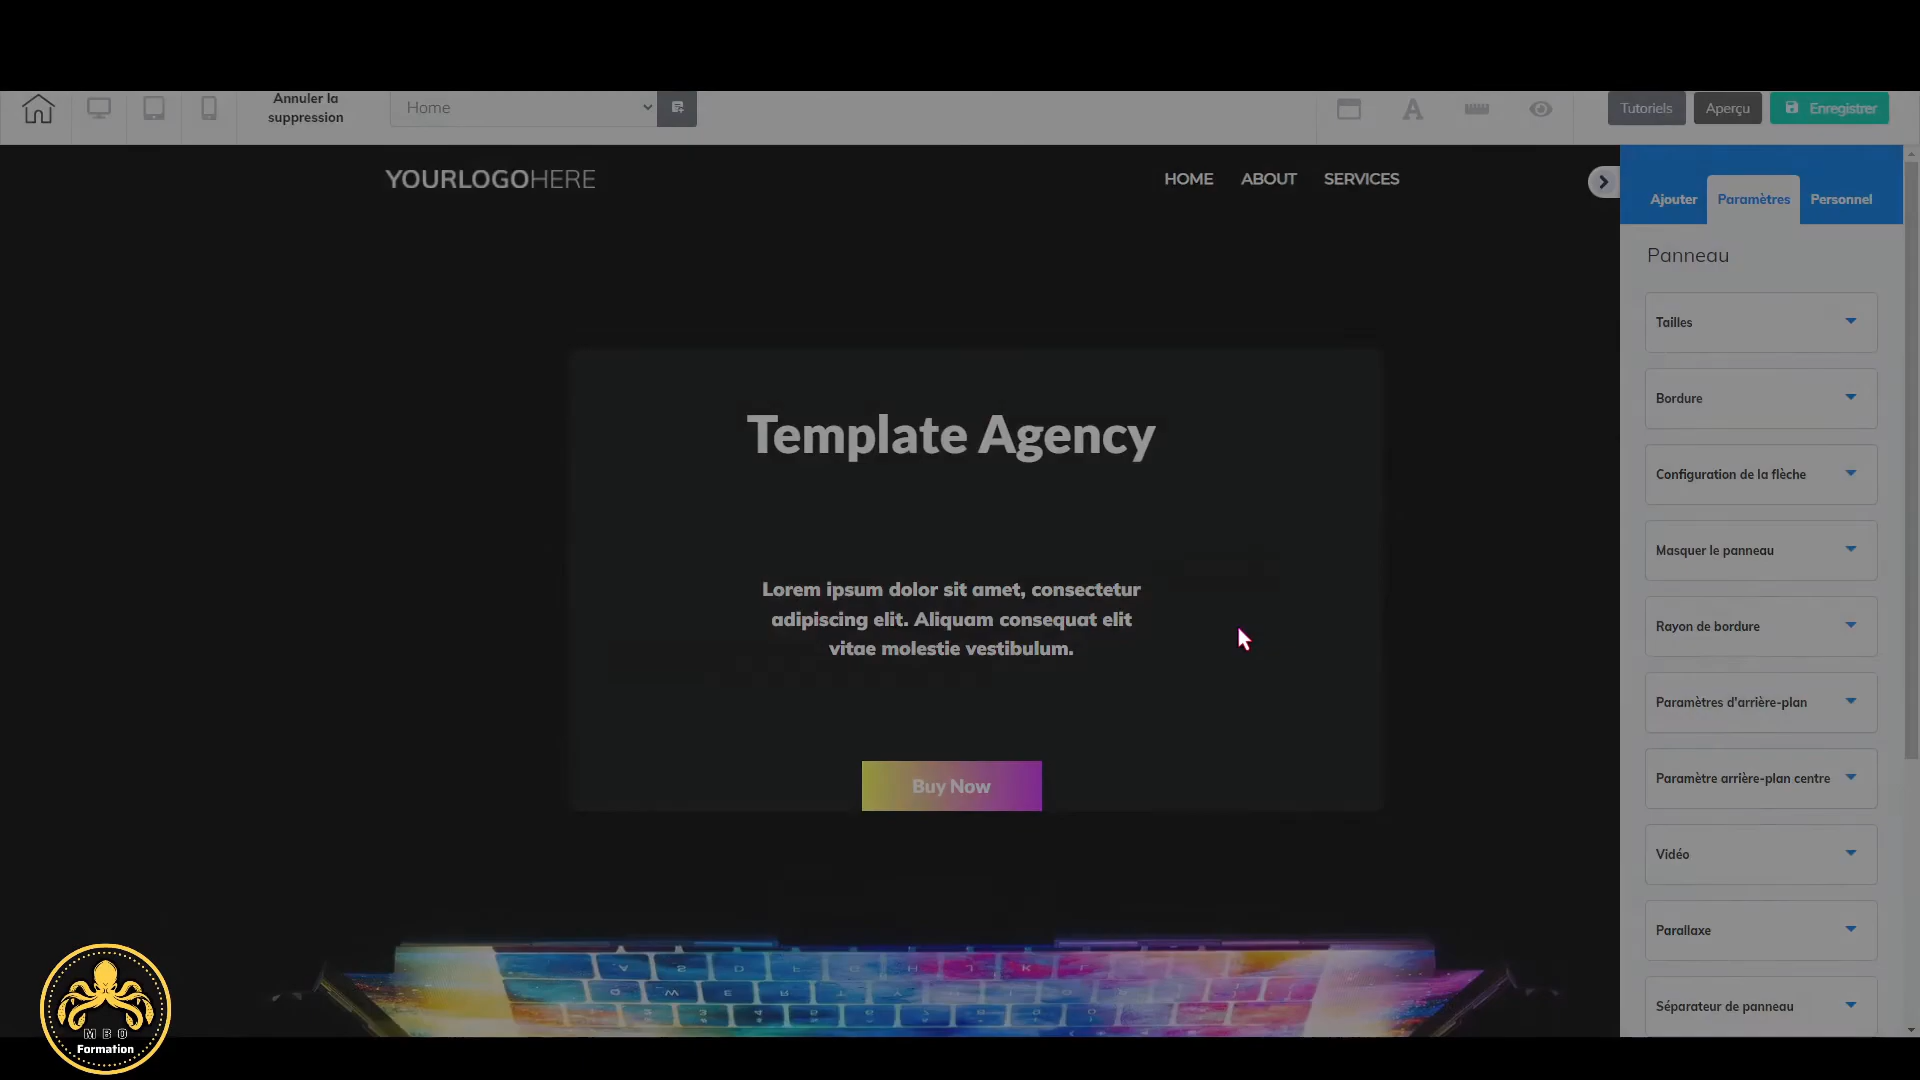 Annuler la
suppression
Home
Tutoriels
Aperçu
Enregistrer
YOURLOGOHERE
HOME
ABOUT
SERVICES
Ajouter
Paramètres
Personnel
Panneau
Tailles
Bordure
Configuration de la flèche
Masquer le panneau
Rayon de bordure
Paramètres d'arrière-plan
Paramètre arrière-plan centre
Vidéo
Parallaxe
Séparateur de panneau
Template Agency
Lorem ipsum dolor sit amet, consectetur
adipiscing elit. Aliquam consequat elit
vitae molestie vestibulum.
Buy Now
MBO
Formation